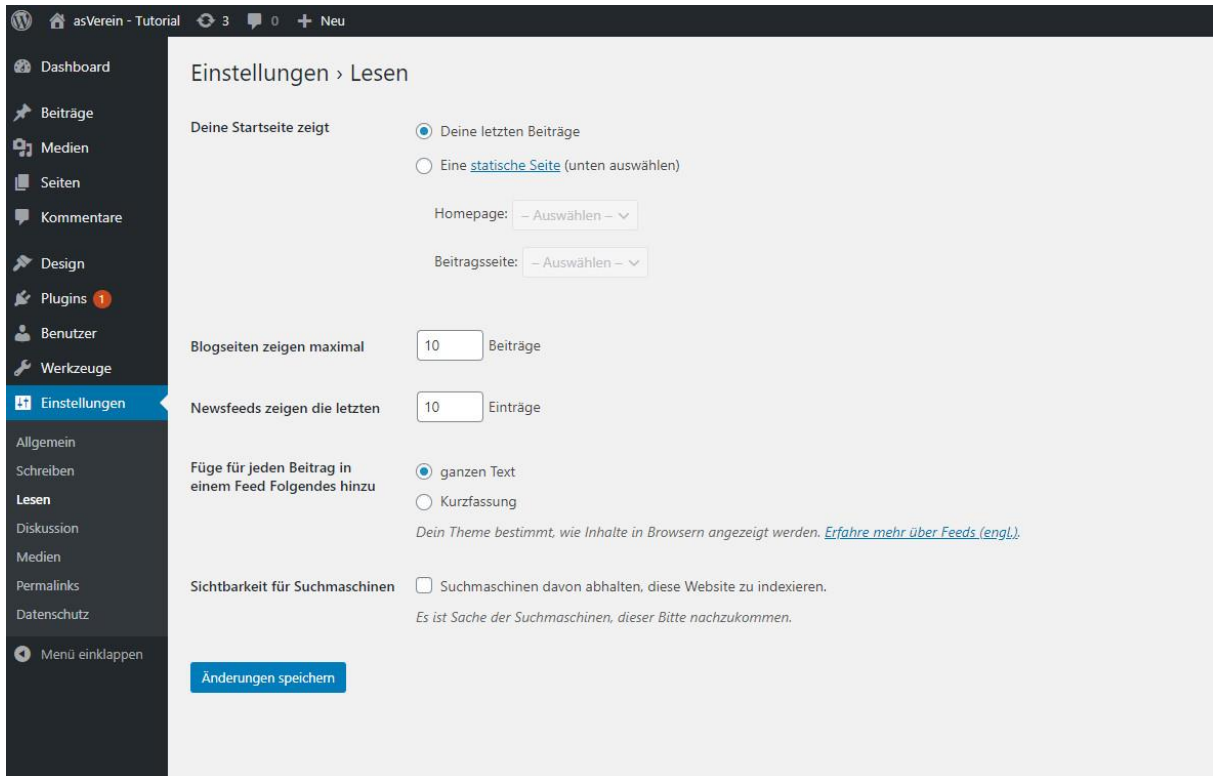 asVerein - Tutorial 3 0 + Neu
Dashboard
Beiträge
Medien
Seiten
Kommentare
Design
Plugins 1
Benutzer
Werkzeuge
Einstellungen
Allgemein
Schreiben
Lesen
Diskussion
Medien
Permalinks
Datenschutz
Menü einklappen
Einstellungen › Lesen
Deine Startseite zeigt
Deine letzten Beiträge
Eine statische Seite (unten auswählen)
Homepage: – Auswählen –
Beitragsseite: – Auswählen –
Blogseiten zeigen maximal 10 Beiträge
Newsfeeds zeigen die letzten 10 Einträge
Füge für jeden Beitrag in
einem Feed Folgendes hinzu
ganzen Text
Kurzfassung
Dein Theme bestimmt, wie Inhalte in Browsern angezeigt werden. Erfahre mehr über Feeds (engl.).
Sichtbarkeit für Suchmaschinen Suchmaschinen davon abhalten, diese Website zu indexieren.
Es ist Sache der Suchmaschinen, dieser Bitte nachzukommen.
Änderungen speichern